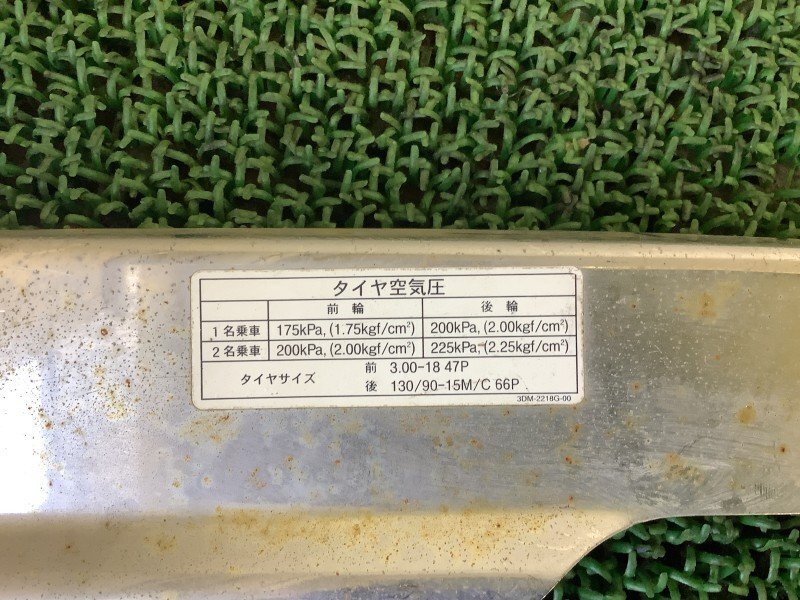 タイヤ空気圧
前輪 後輪
1名乗車 175kPa, (1.75kgf/cm²) 200kPa, (2.00kgf/cm²)
2名乗車 200kPa, (2.00kgf/cm²) 225kPa, (2.25kgf/cm²)
タイヤサイズ 前 3.00-18 47P
後 130/90-15M/C 66P
3DM-2218G-00